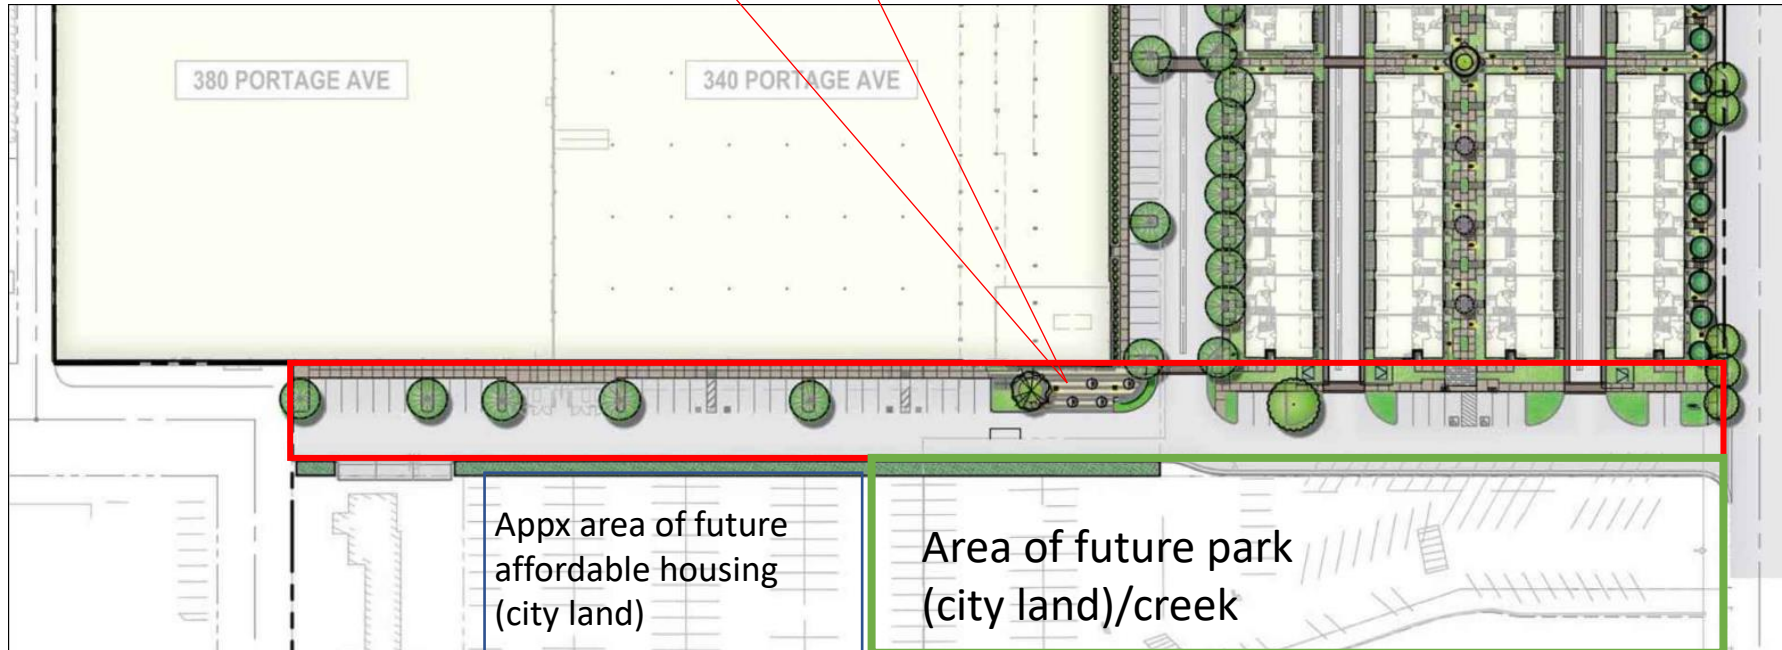 380 PORTAGE AVE
340 PORTAGE AVE
Appx area of future
affordable housing
(city land)
Area of future park
(city land)/creek